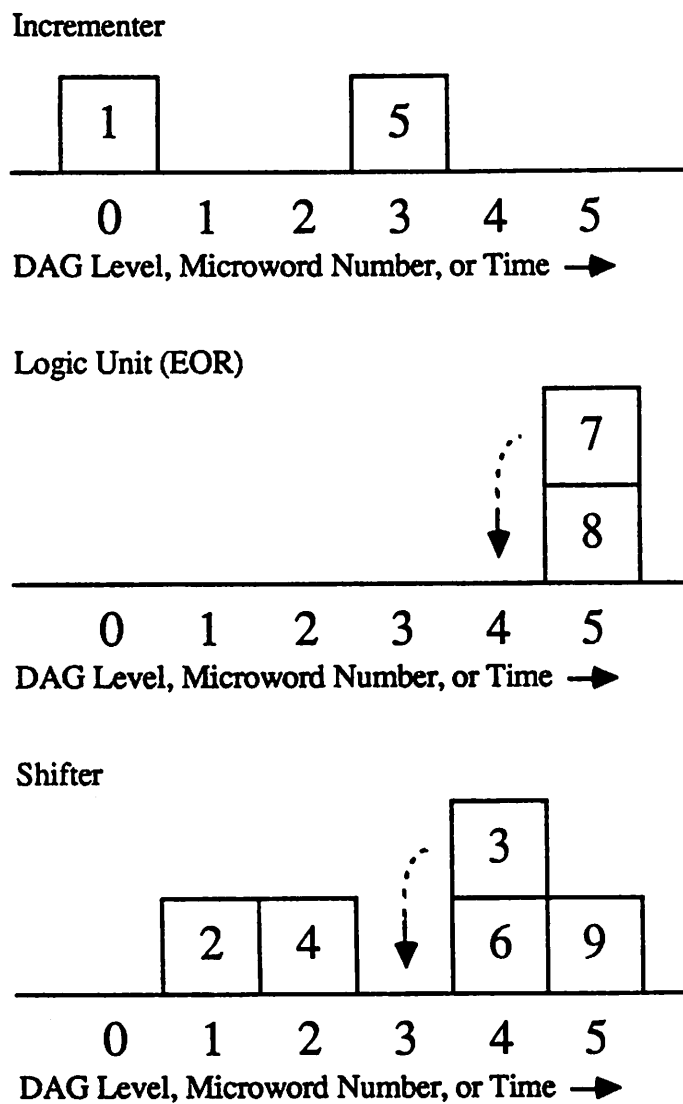 Incrementer
1 5
0 1 2 3 4 5
DAG Level, Microword Number, or Time
Logic Unit (EOR)
7
8
0 1 2 3 4 5
DAG Level, Microword Number, or Time
Shifter
3
2 4 6 9
0 1 2 3 4 5
DAG Level, Microword Number, or Time